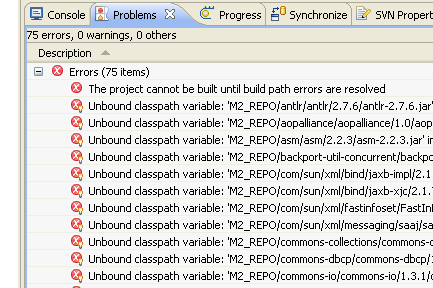 Console Problems Progress Synchronize SVN Propert
75 errors, 0 warnings, 0 others
Description
Errors (75 items)
The project cannot be built until build path errors are resolved
Unbound classpath variable: 'M2_REPO/antlr/antlr/2.7.6/antlr-2.7.6.jar'
Unbound classpath variable: 'M2_REPO/aopalliance/aopalliance/1.0/aop
Unbound classpath variable: 'M2_REPO/asm/asm/2.2.3/asm-2.2.3.jar' in
Unbound classpath variable: 'M2_REPO/backport-util-concurrent/backpo
Unbound classpath variable: 'M2_REPO/com/sun/xml/bind/jaxb-impl/2.1
Unbound classpath variable: 'M2_REPO/com/sun/xml/bind/jaxb-xjc/2.1.
Unbound classpath variable: 'M2_REPO/com/sun/xml/fastinfoset/FastInf
Unbound classpath variable: 'M2_REPO/com/sun/xml/messaging/saaj/sa
Unbound classpath variable: 'M2_REPO/commons-collections/commons-c
Unbound classpath variable: 'M2_REPO/commons-dbcp/commons-dbcp/
Unbound classpath variable: 'M2_REPO/commons-io/commons-io/1.3.1/c